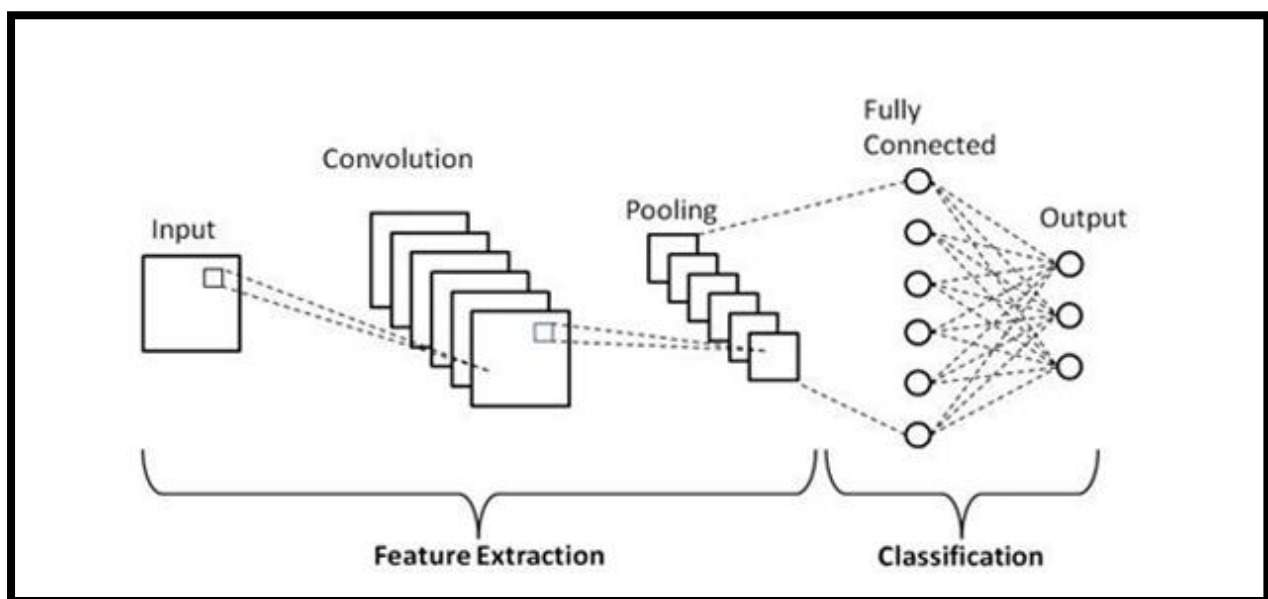 Input
Convolution
Pooling
Fully
Connected
Output
Feature Extraction
Classification